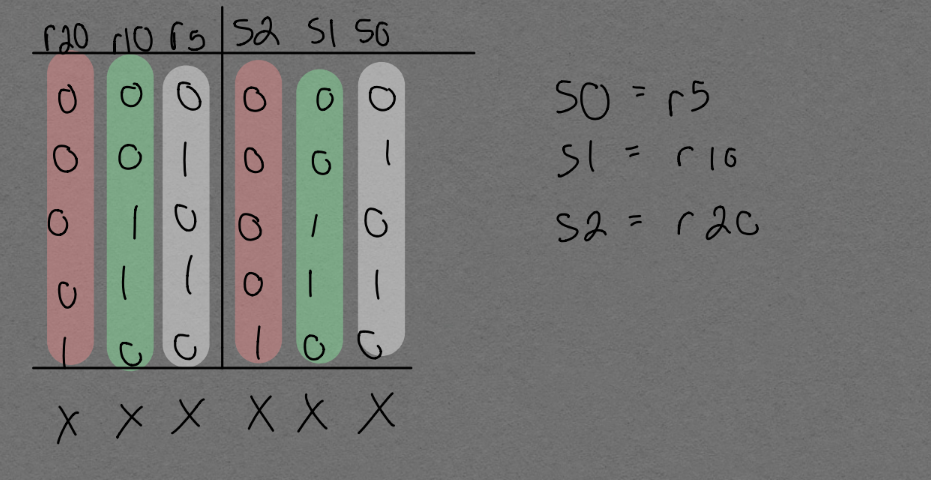 r20 r10 r5 S2 S1 S0
0 0 0 0 0 0
0 0 1 0 0 1
0 1 0 0 1 0
0 1 1 0 1 1
1 0 0 1 0 0
X X X X X X
S0 = r5
S1 = r10
S2 = r20